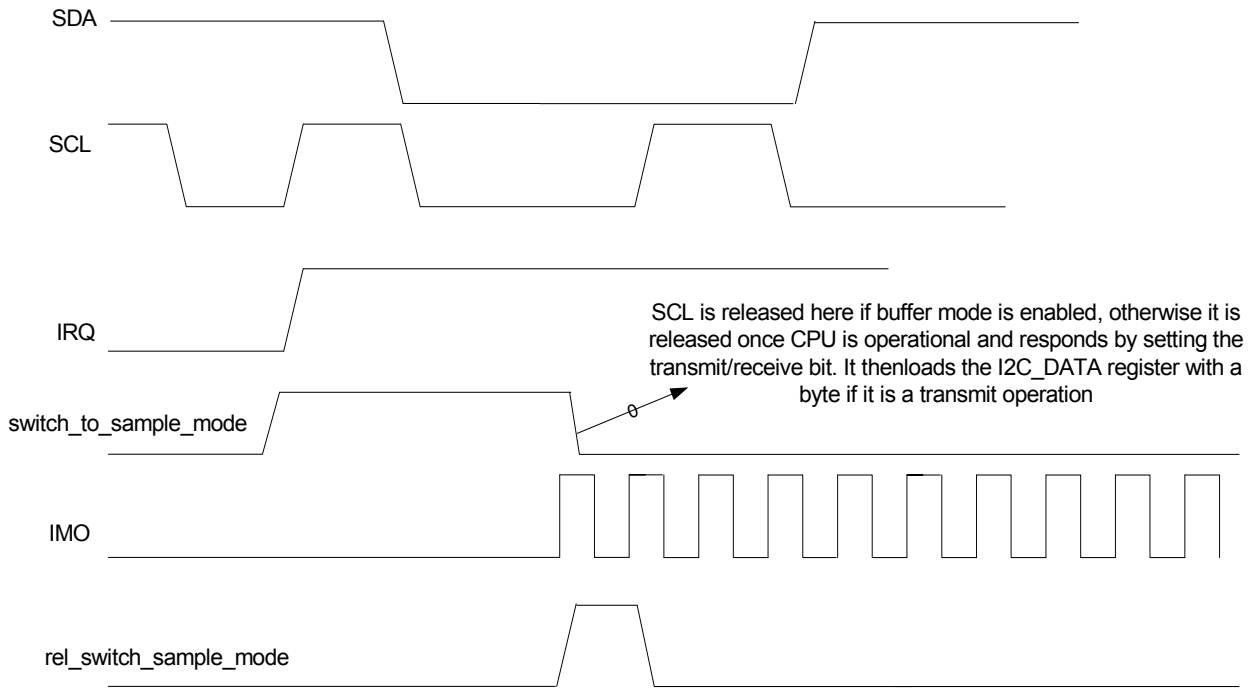 SDA
SCL
IRQ
SCL is released here if buffer mode is enabled, otherwise it is
released once CPU is operational and responds by setting the
transmit/receive bit. It thenloads the I2C_DATA register with a
byte if it is a transmit operation
switch_to_sample_mode
0
IMO
rel_switch_sample_mode